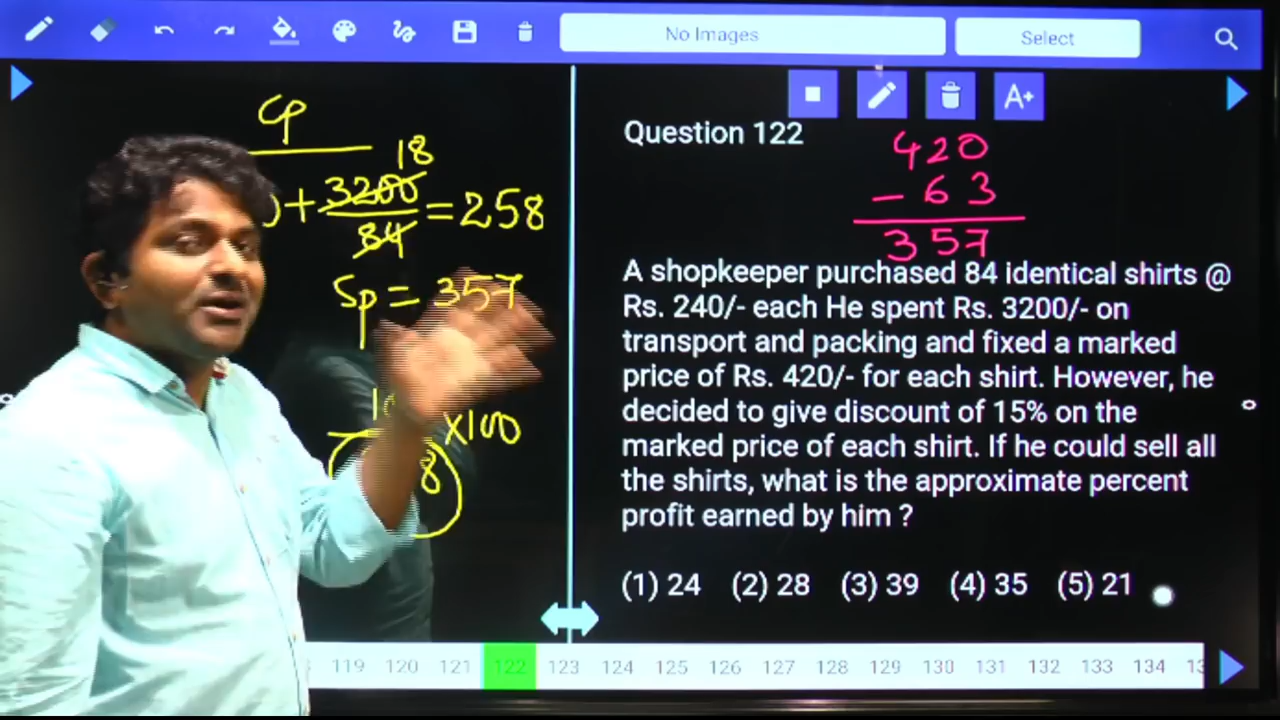 No Images
Select
A+
Cp
18
+ 3200 = 258
84
Sp = 357
×100
8
Question 122
420
- 63
357
A shopkeeper purchased 84 identical shirts @
Rs. 240/- each He spent Rs. 3200/- on
transport and packing and fixed a marked
price of Rs. 420/- for each shirt. However, he
decided to give discount of 15% on the
marked price of each shirt. If he could sell all
the shirts, what is the approximate percent
profit earned by him ?
(1) 24 (2) 28 (3) 39 (4) 35 (5) 21
119 120 121 122 123 124 125 126 127 128 129 130 131 132 133 134